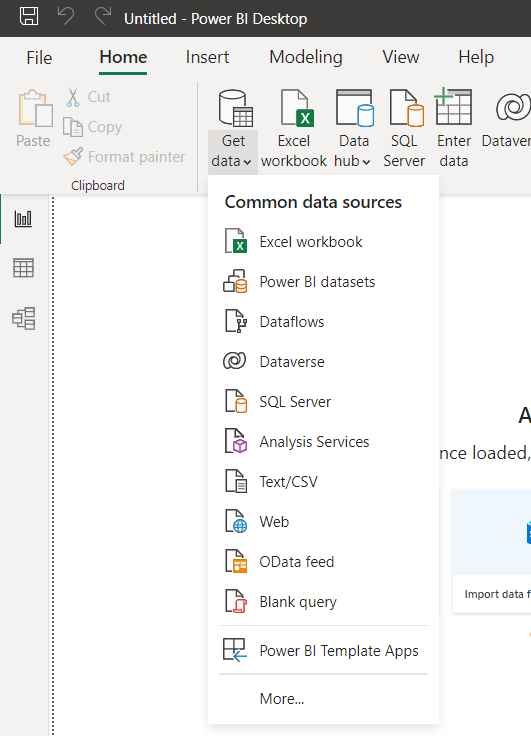 Untitled - Power BI Desktop
File Home Insert Modeling View Help
Cut
Copy
Format painter
Paste
Clipboard
Get data
Excel workbook
Data hub
SQL Server
Enter data
Common data sources
Excel workbook
Power BI datasets
Dataflows
Dataverse
SQL Server
Analysis Services
Text/CSV
Web
OData feed
Blank query
Power BI Template Apps
More...
A
nce loaded,
Import data f